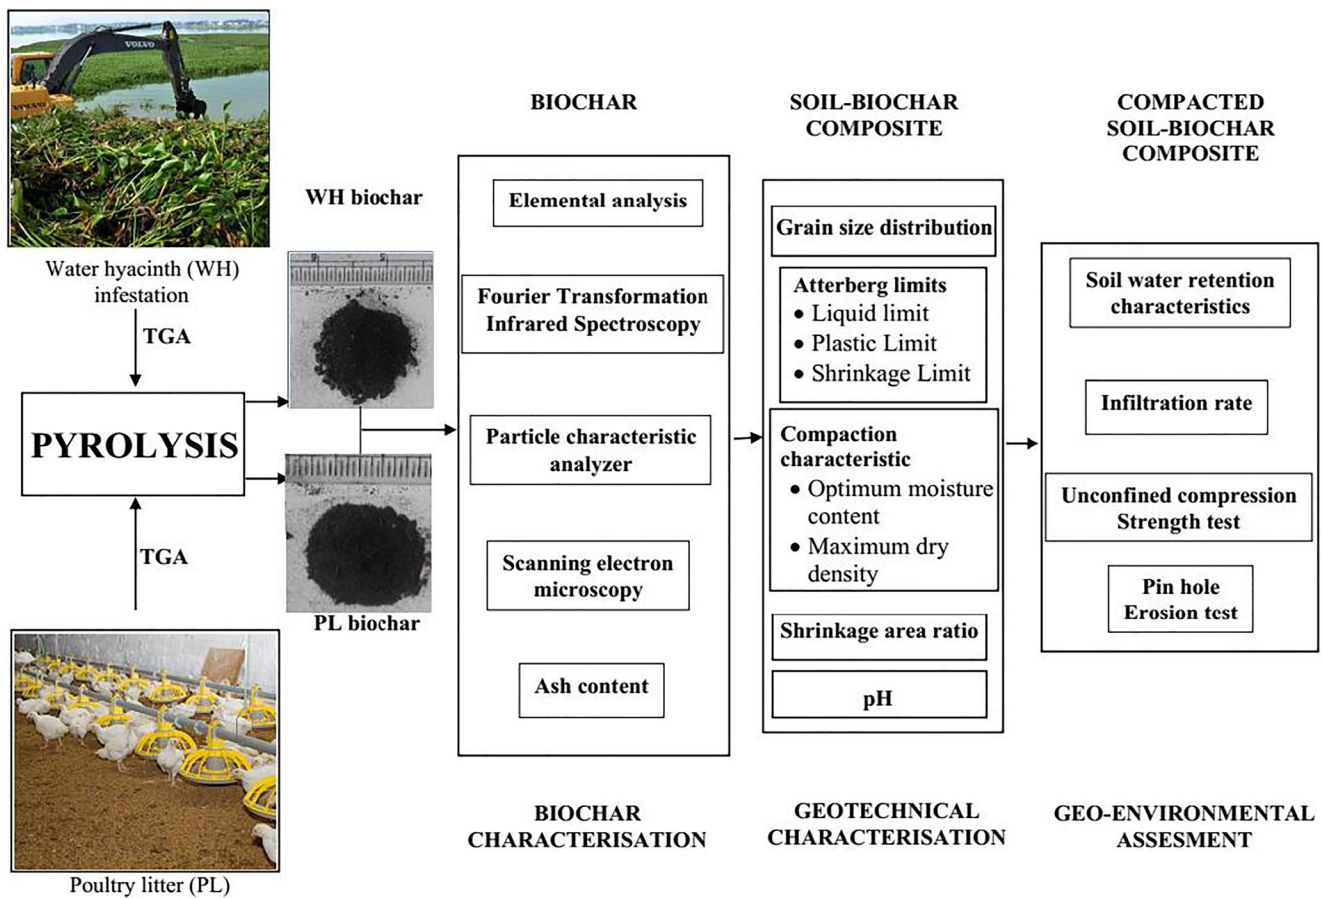 VOLVO
Water hyacinth (WH)
infestation
TGA
PYROLYSIS
TGA
Poultry litter (PL)
WH biochar
PL biochar
BIOCHAR
Elemental analysis
Fourier Transformation
Infrared Spectroscopy
Particle characteristic
analyzer
Scanning electron
microscopy
Ash content
BIOCHAR
CHARACTERISATION
SOIL-BIOCHAR
COMPOSITE
Grain size distribution
Atterberg limits
• Liquid limit
• Plastic Limit
• Shrinkage Limit
Compaction
characteristic
• Optimum moisture
content
• Maximum dry
density
Shrinkage area ratio
pH
GEOTECHNICAL
CHARACTERISATION
COMPACTED
SOIL-BIOCHAR
COMPOSITE
Soil water retention
characteristics
Infiltration rate
Unconfined compression
Strength test
Pin hole
Erosion test
GEO-ENVIRONMENTAL
ASSESMENT